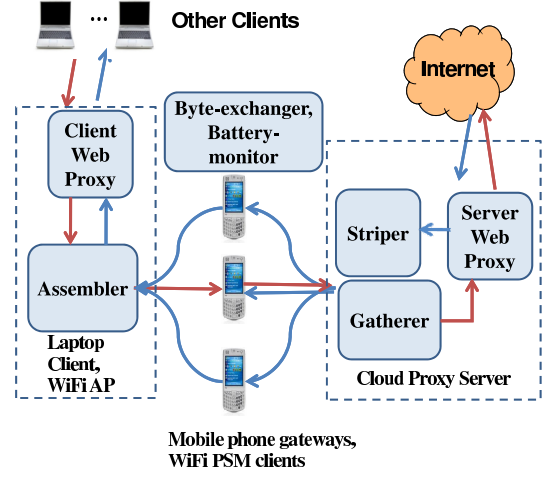 ... Other Clients
Internet
Byte-exchanger,
Battery-
monitor
Client
Web
Proxy
Striper
Server
Web
Proxy
Assembler
Gatherer
Laptop
Client,
WiFi AP
Cloud Proxy Server
Mobile phone gateways,
WiFi PSM clients